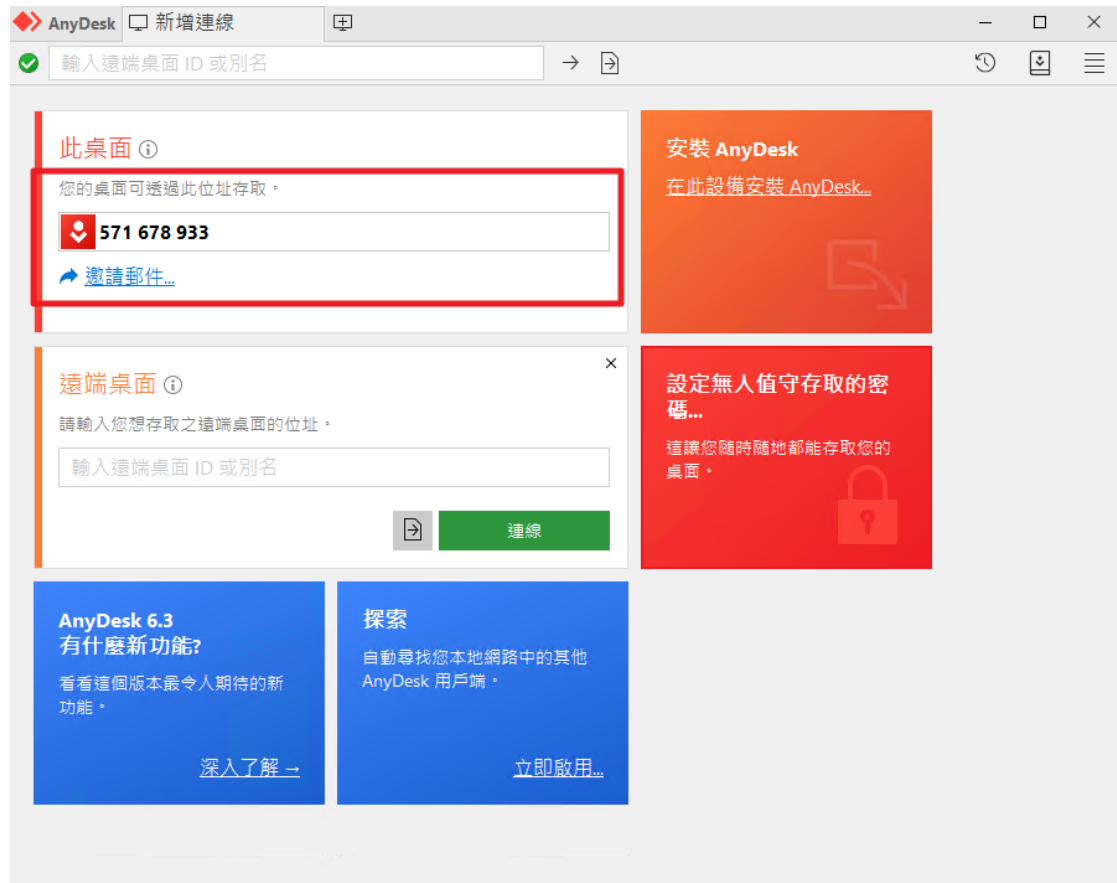 AnyDesk
新增連線
輸入遠端桌面 ID 或別名
此桌面
您的桌面可透過此位址存取。
571 678 933
邀請郵件...
安裝 AnyDesk
在此設備安裝 AnyDesk...
遠端桌面
請輸入您想存取之遠端桌面的位址。
輸入遠端桌面 ID 或別名
連線
設定無人值守存取的密
碼...
這讓您隨時隨地都能存取您的
桌面。
AnyDesk 6.3
有什麼新功能?
看看這個版本最令人期待的新
功能。
深入了解 →
探索
自動尋找您本地網路中的其他
AnyDesk 用戶端。
立即啟用...